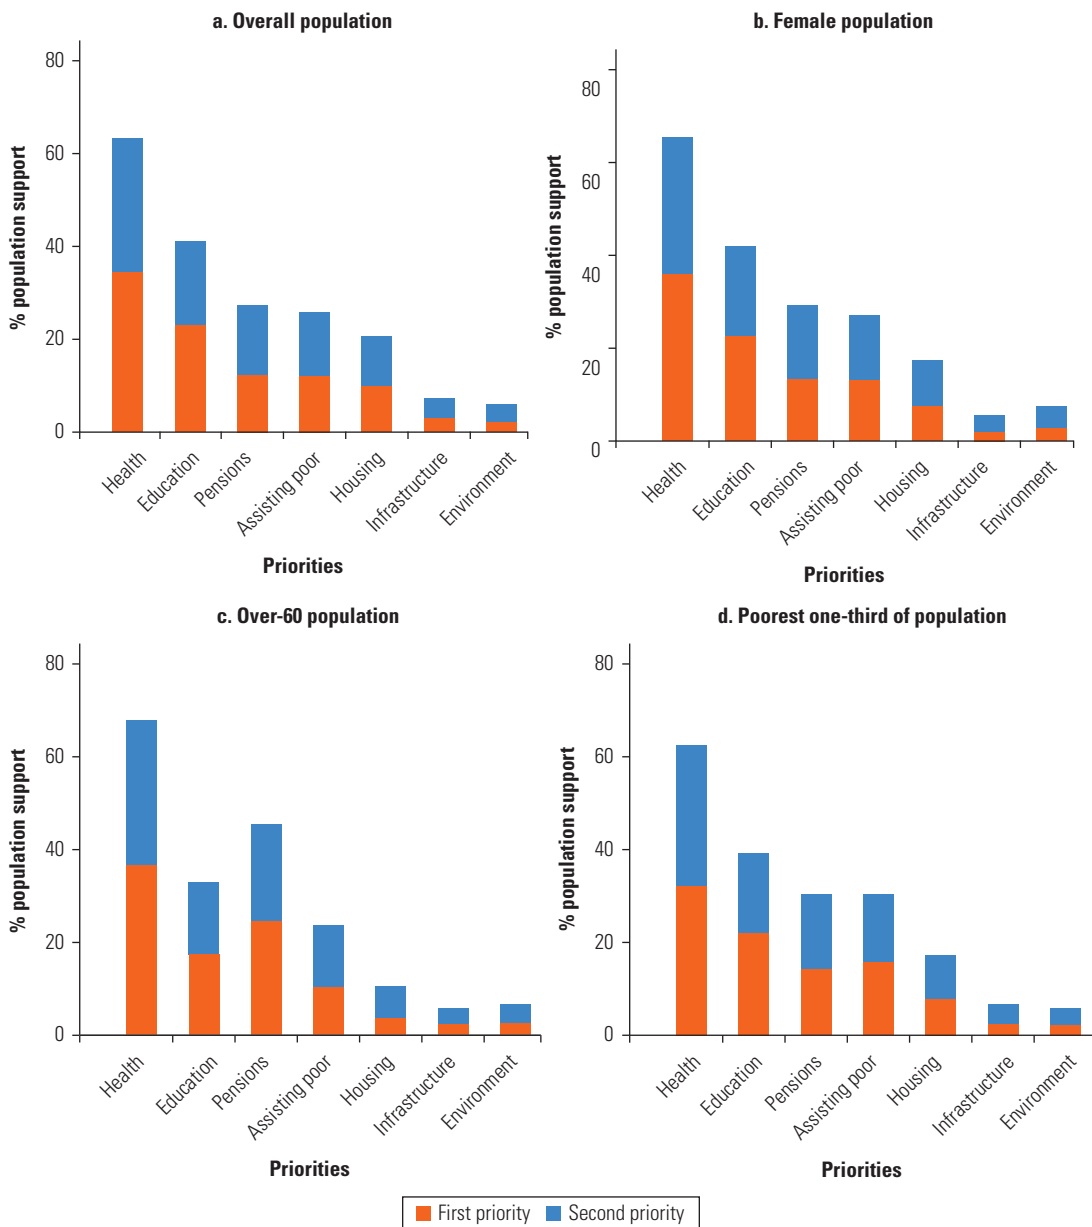 a. Overall population
% population support
80
60
40
20
0
Health
Education
Pensions
Assisting poor
Housing
Infrastructure
Environment
Priorities
b. Female population
% population support
80
60
40
20
0
Health
Education
Pensions
Assisting poor
Housing
Infrastructure
Environment
Priorities
c. Over-60 population
% population support
80
60
40
20
0
Health
Education
Pensions
Assisting poor
Housing
Infrastructure
Environment
Priorities
d. Poorest one-third of population
% population support
80
60
40
20
0
Health
Education
Pensions
Assisting poor
Housing
Infrastructure
Environment
Priorities
First priority Second priority